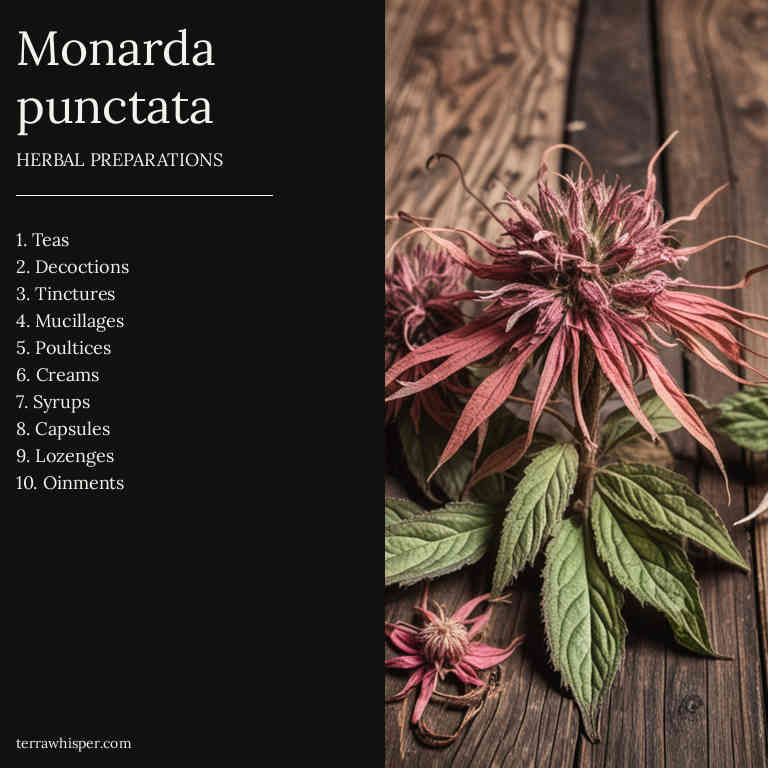 Monarda
punctata
HERBAL PREPARATIONS
1. Teas
2. Decoctions
3. Tinctures
4. Mucillages
5. Poultices
6. Creams
7. Syrups
8. Capsules
9. Lozenges
10. Oinments
terrawhisper.com